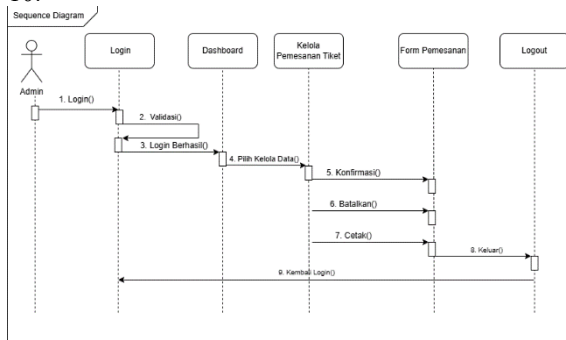 Sequence Diagram
Login
Dashboard
Kelola
Pemesanan Tiket
Form Pemesanan
Logout
Admin
1. Login()
2. Validasi()
3. Login Berhasil()
4. Pilih Kelola Data()
5. Konfirmasi()
6. Batalkan()
7. Cetak()
8. Keluar()
9. Kembali Login()